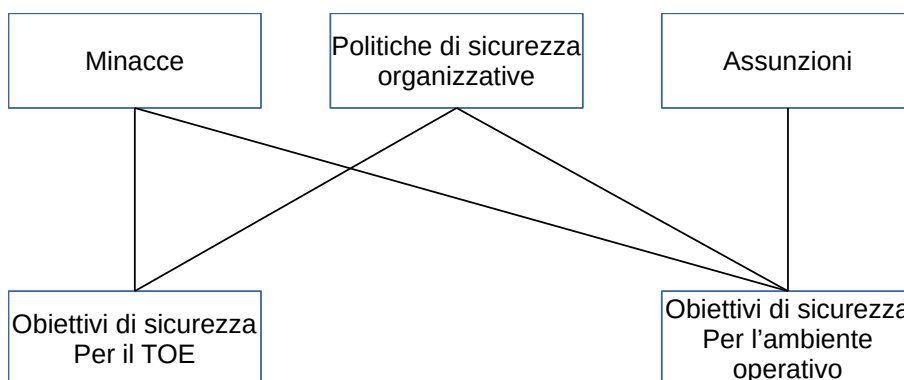 Minacce
Politiche di sicurezza
organizzative
Assunzioni
Obiettivi di sicurezza
Per il TOE
Obiettivi di sicurezza
Per l’ambiente
operativo